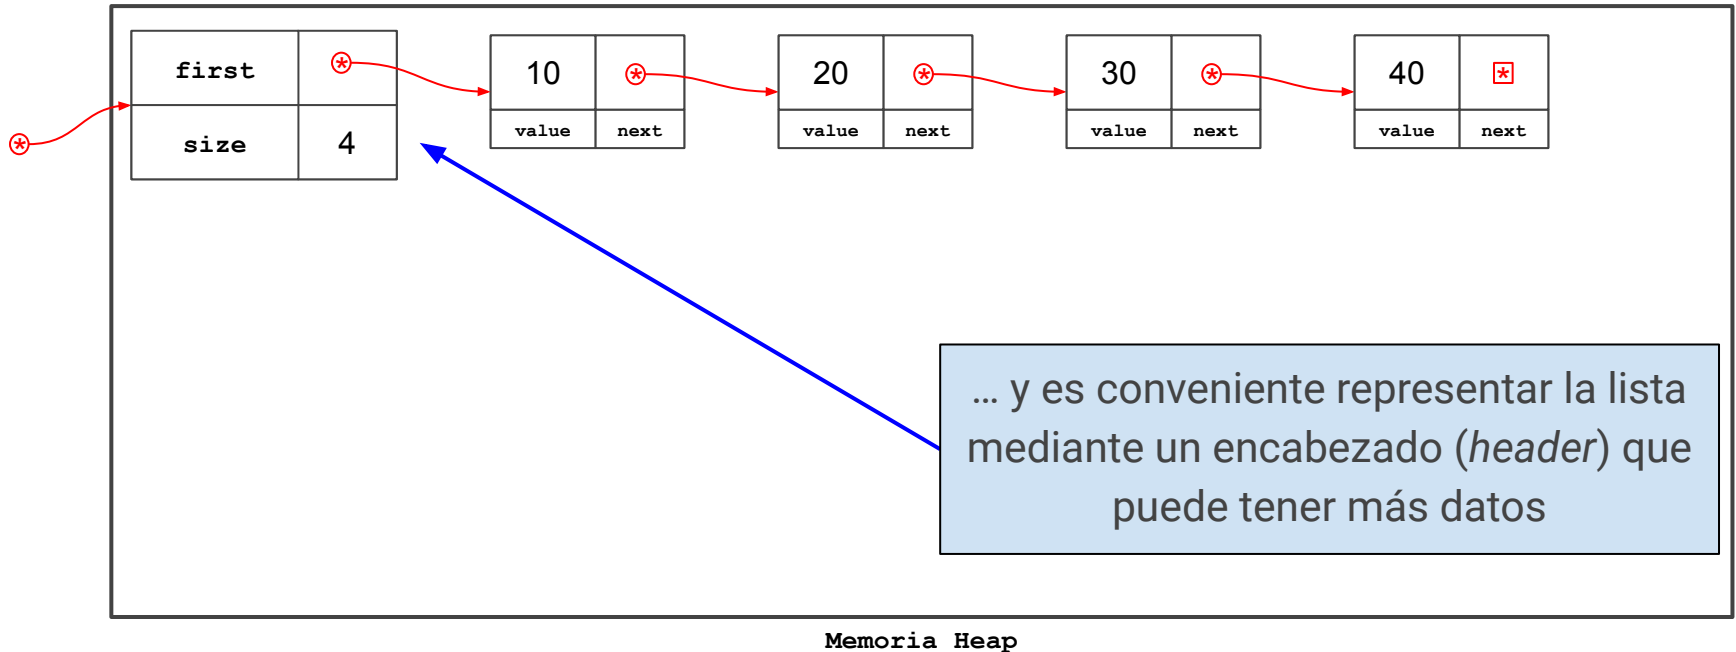 first
size 4
10 20 30 40
value next value next value next value next
… y es conveniente representar la lista
mediante un encabezado (header) que
puede tener más datos
Memoria Heap